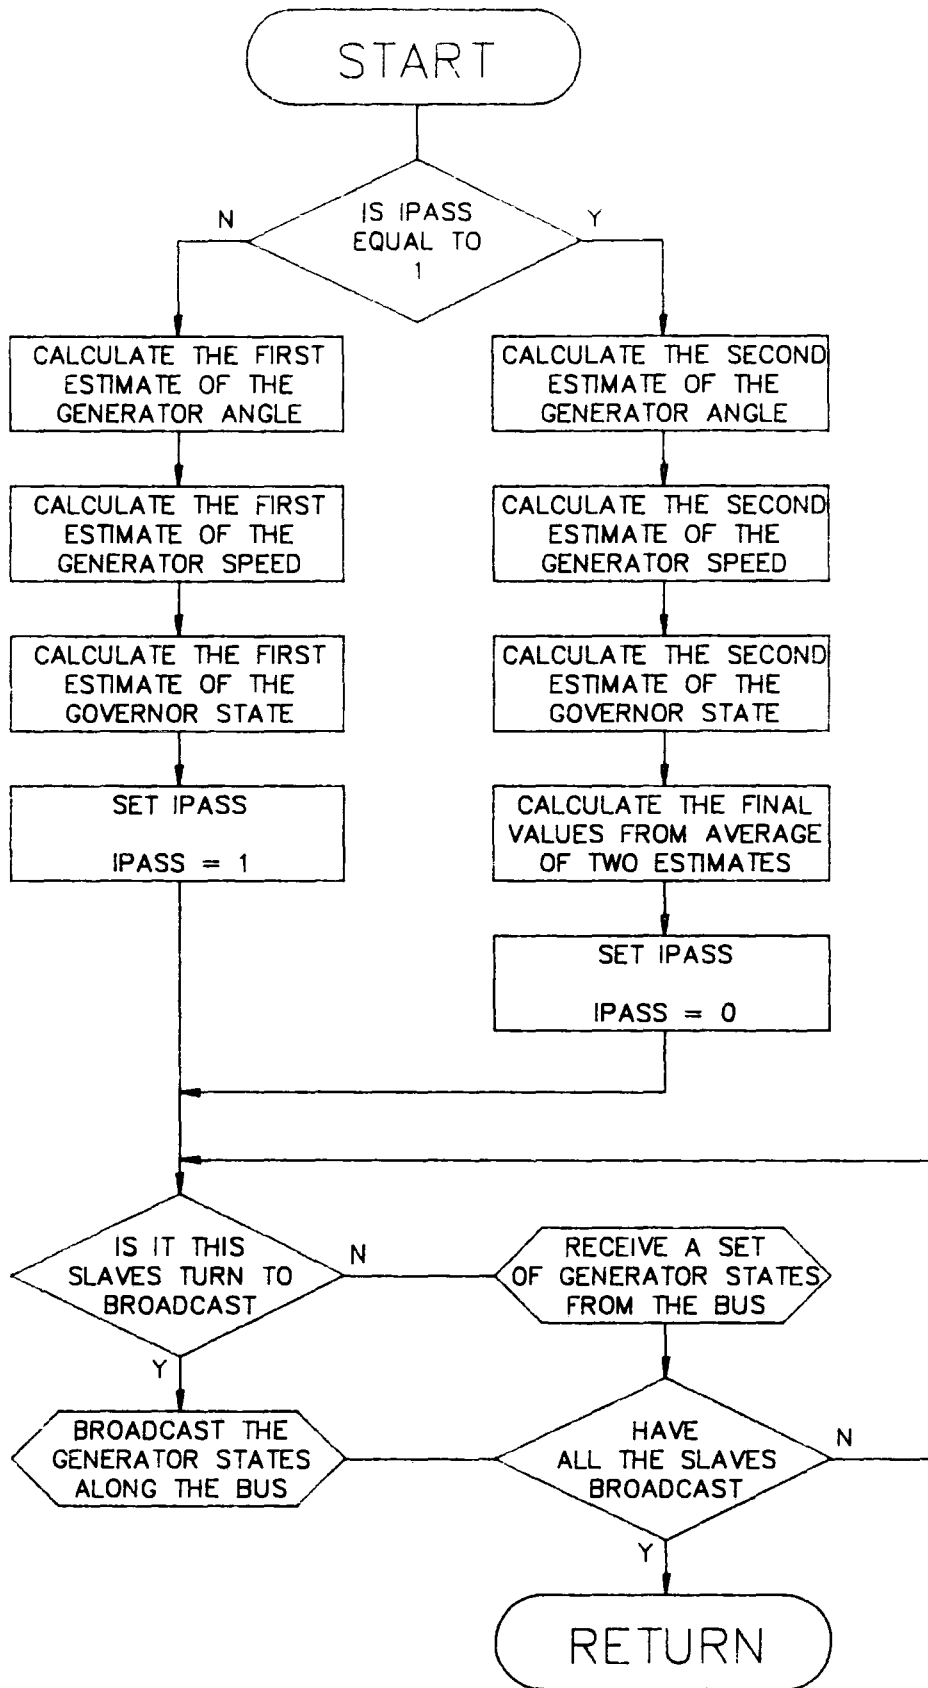 START
IS IPASS
EQUAL TO
1
N
Y
CALCULATE THE FIRST
ESTIMATE OF THE
GENERATOR ANGLE
CALCULATE THE FIRST
ESTIMATE OF THE
GENERATOR SPEED
CALCULATE THE FIRST
ESTIMATE OF THE
GOVERNOR STATE
SET IPASS
IPASS = 1
CALCULATE THE SECOND
ESTIMATE OF THE
GENERATOR ANGLE
CALCULATE THE SECOND
ESTIMATE OF THE
GENERATOR SPEED
CALCULATE THE SECOND
ESTIMATE OF THE
GOVERNOR STATE
CALCULATE THE FINAL
VALUES FROM AVERAGE
OF TWO ESTIMATES
SET IPASS
IPASS = 0
IS IT THIS
SLAVES TURN TO
BROADCAST
N
Y
RECEIVE A SET
OF GENERATOR STATES
FROM THE BUS
BROADCAST THE
GENERATOR STATES
ALONG THE BUS
HAVE
ALL THE SLAVES
BROADCAST
N
Y
RETURN